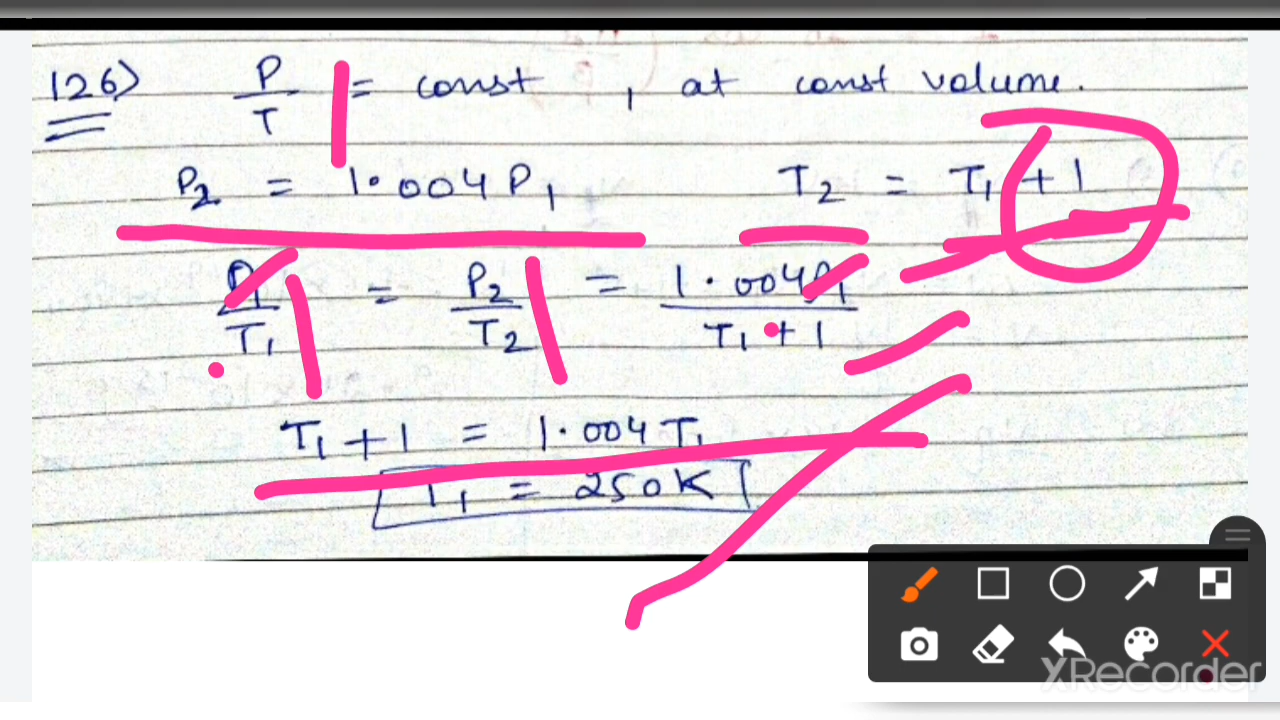 126) P/T = const , at const volume.
P2 = 1.004 P1 T2 = T1 + 1
P1/T1 = P2/T2 = 1.004P1/T1 + 1
T1 + 1 = 1.004 T1
T1 = 250K
XRecorder